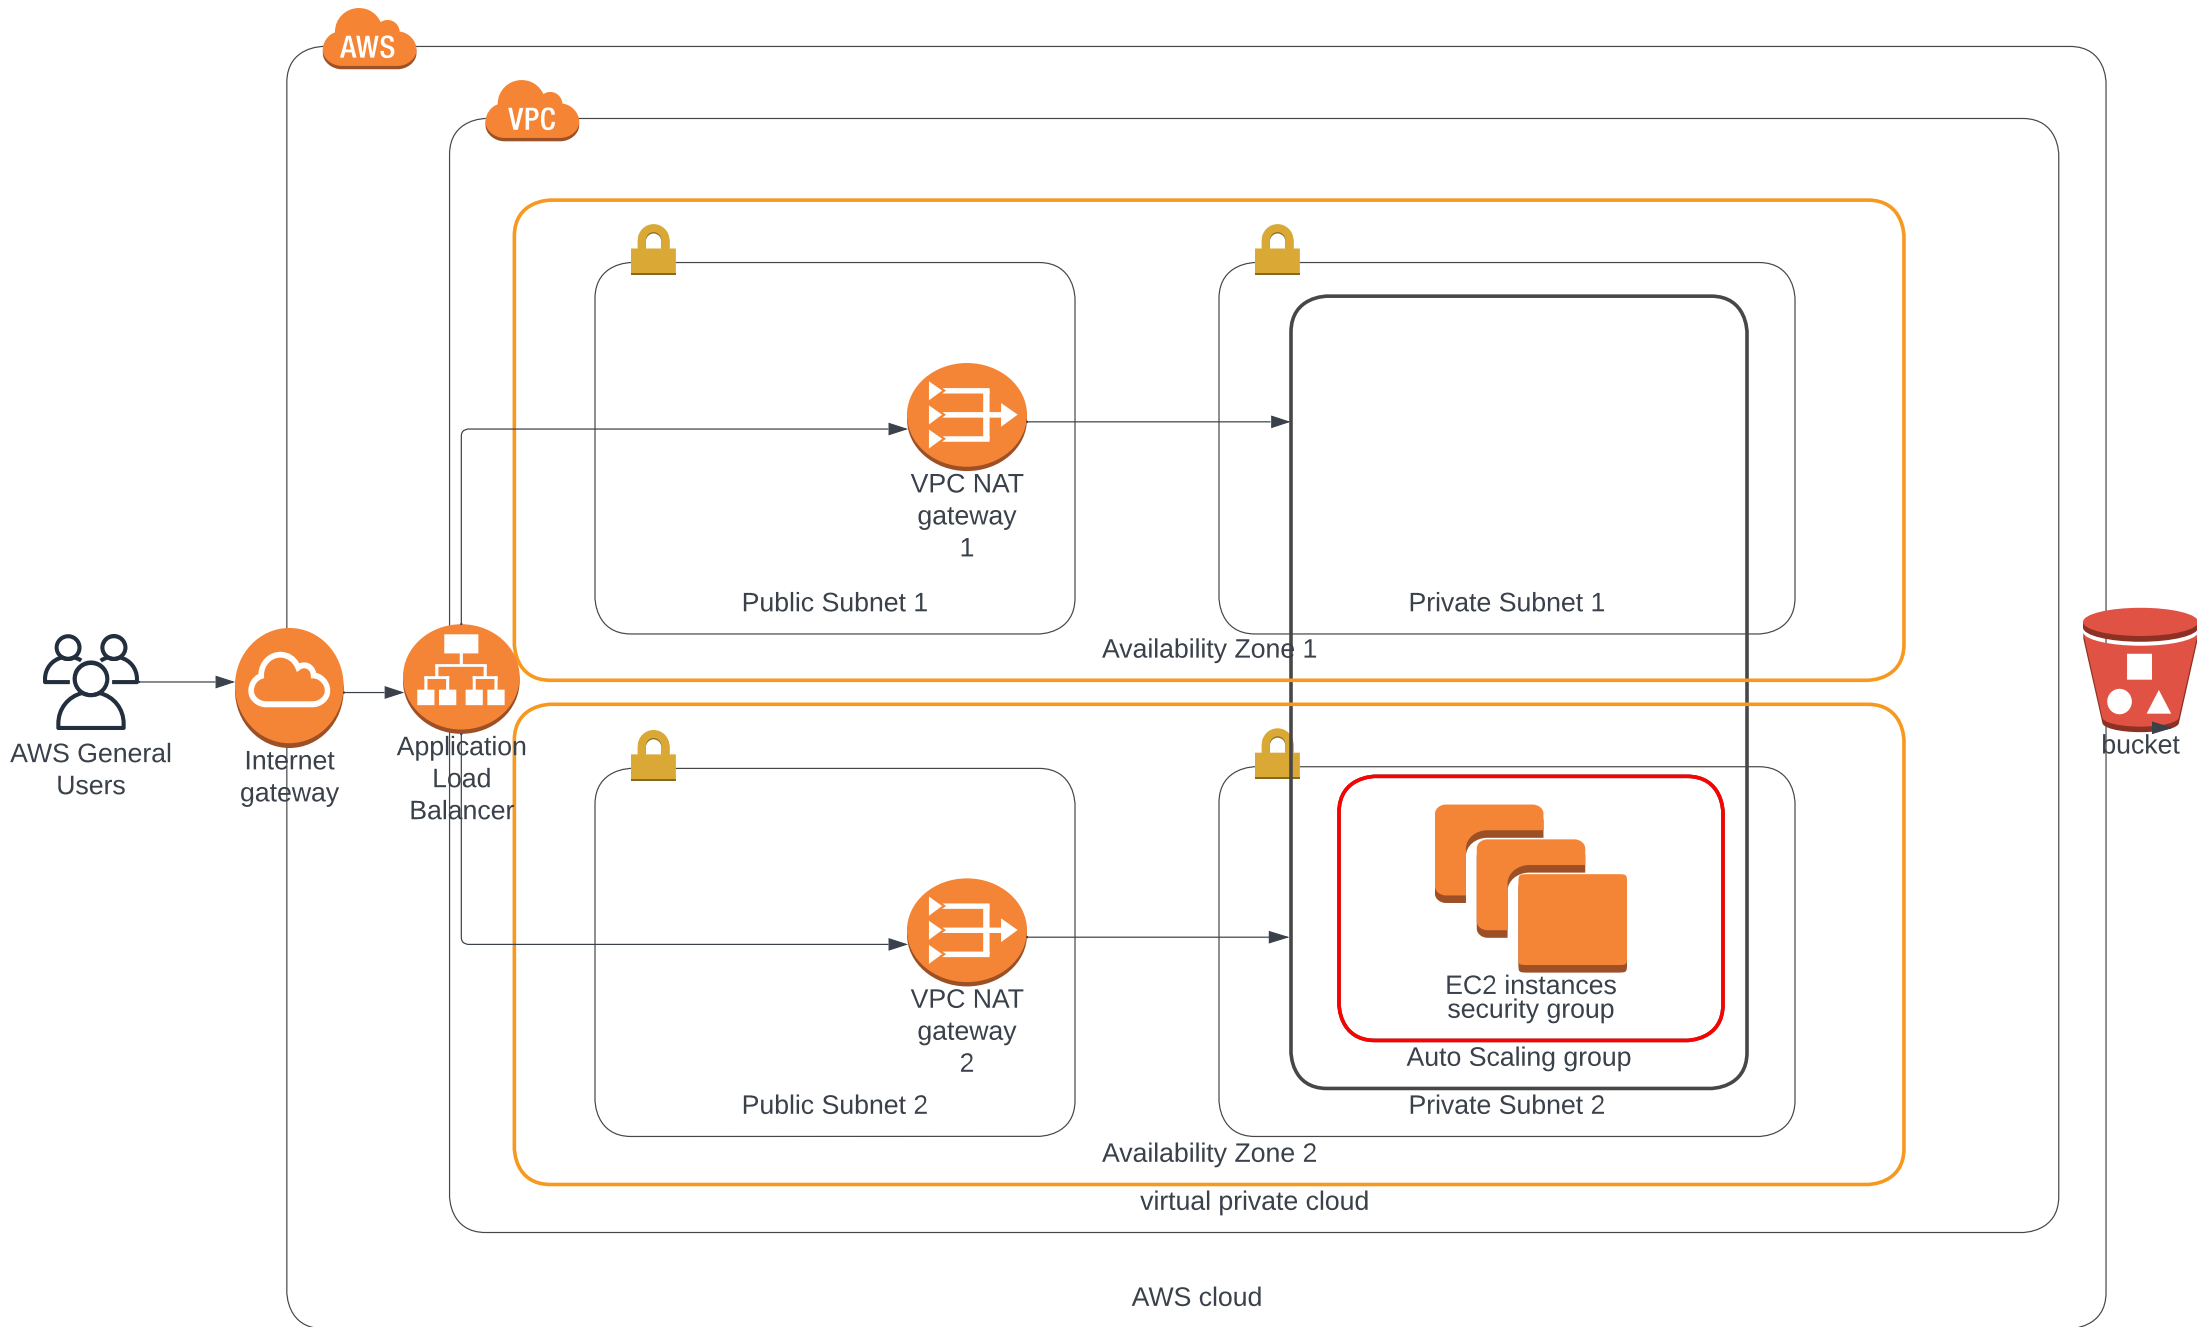 AWS
VPC
VPC NAT
gateway
1
Public Subnet 1
Private Subnet 1
Availability Zone 1
AWS General
Users
Internet
gateway
Application
Load
Balancer
bucket
EC2 instances
security group
VPC NAT
gateway
2
Auto Scaling group
Public Subnet 2
Private Subnet 2
Availability Zone 2
virtual private cloud
AWS cloud